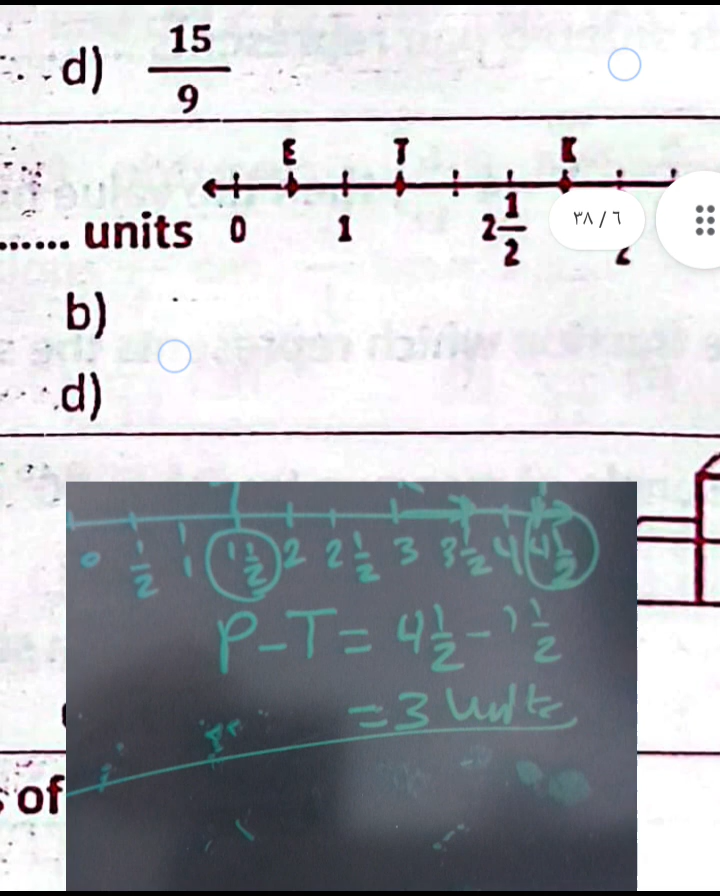 d) 15/9
E T K
...... units 0 1 2 1/2
٣٨ / ٦
b)
d)
0 1/2 1 1 1/2 2 2 1/2 3 3 1/2 4 4 1/2
P-T= 4 1/2 - 1 1/2
= 3 units
of